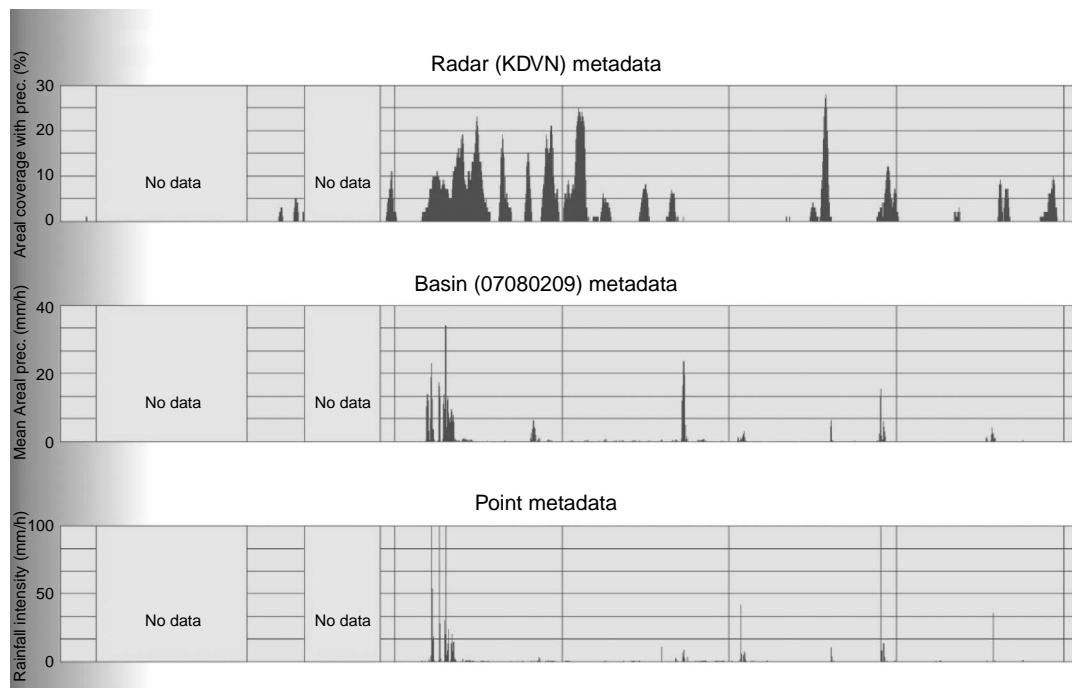 Radar (KDVN) metadata
Areal coverage with prec. (%)
30
20
10
0
No data
No data
Basin (07080209) metadata
Mean Areal prec. (mm/h)
40
20
0
No data
No data
Point metadata
Rainfall intensity (mm/h)
100
50
0
No data
No data